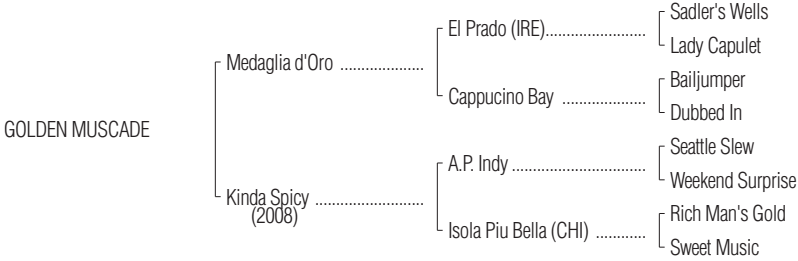 Sadler's Wells
El Prado (IRE)........................
Lady Capulet
Medaglia d'Oro ....................
Bailjumper
Cappucino Bay ....................
Dubbed In
GOLDEN MUSCADE
Seattle Slew
A.P. Indy ................................
Weekend Surprise
Kinda Spicy ..........................
(2008)
Rich Man's Gold
Isola Piu Bella (CHI) ............
Sweet Music